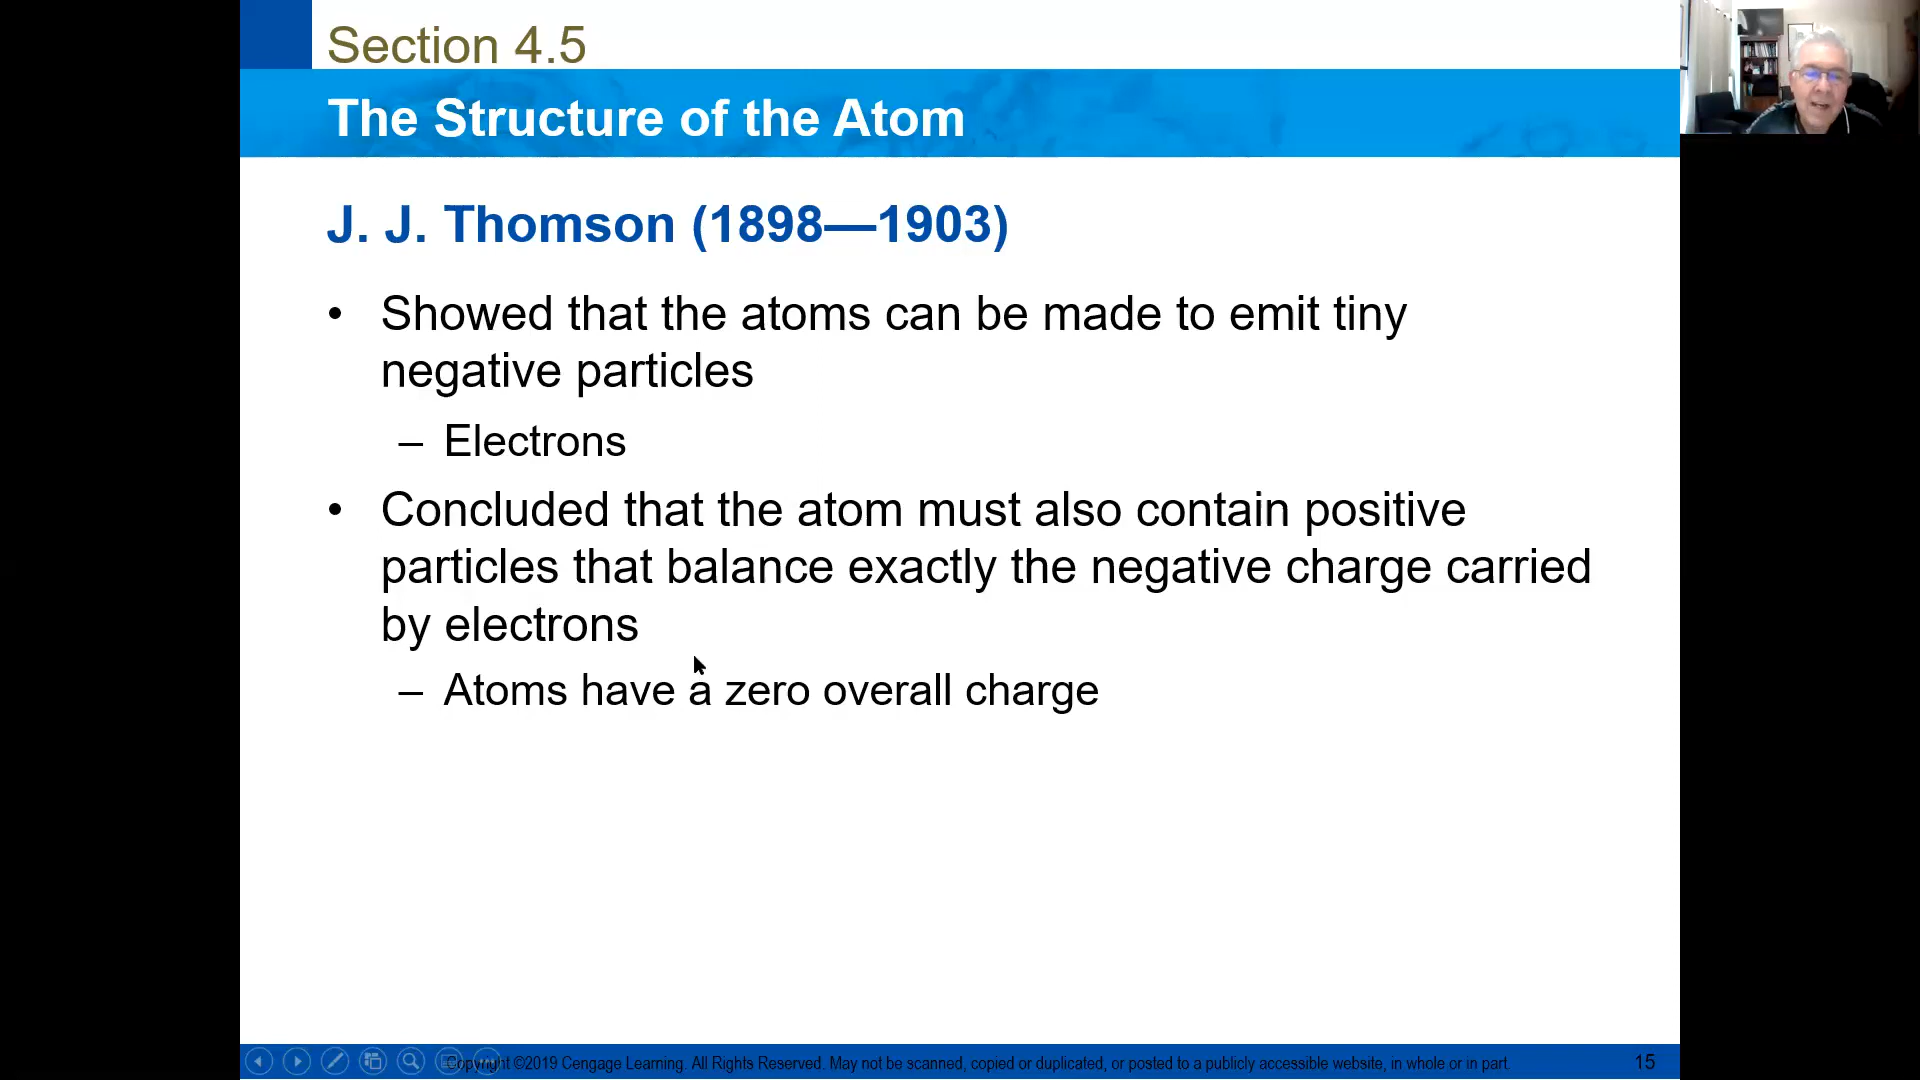 Section 4.5
The Structure of the Atom
J. J. Thomson (1898—1903)
• Showed that the atoms can be made to emit tiny
negative particles
– Electrons
• Concluded that the atom must also contain positive
particles that balance exactly the negative charge carried
by electrons
– Atoms have a zero overall charge
Copyright ©2019 Cengage Learning. All Rights Reserved. May not be scanned, copied or duplicated, or posted to a publicly accessible website, in whole or in part.
15